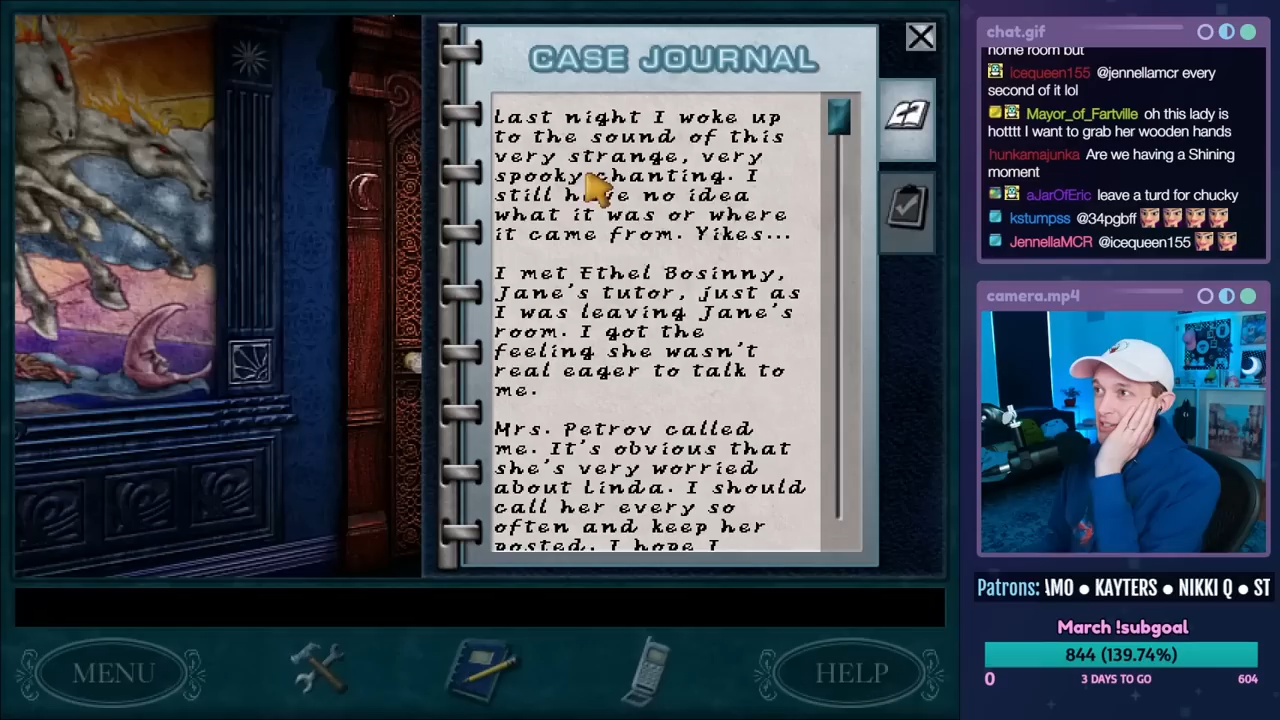 CASE JOURNAL
Last night I woke up
to the sound of this
very strange, very
spooky chanting. I
still have no idea
what it was or where
it came from. Yikes...
I met Ethel Bosinny,
Jane's tutor, just as
I was leaving Jane's
room. I got the
feeling she wasn't
real eager to talk to
me.
Mrs. Petrov called
me. It's obvious that
she's very worried
about Linda. I should
call her every so
often and keep her
posted. I hope I
MENU
HELP
chat.gif
home room but
icequeen155 @jennellamcr every
second of it lol
Mayor_of_Fartville oh this lady is
hotttt I want to grab her wooden hands
hunkamajunka Are we having a Shining
moment
aJarOfEric leave a turd for chucky
kstumpss @34pgbff
JennellaMCR @icequeen155
camera.mp4
Patrons: AMO ● KAYTERS ● NIKKI Q ● ST
March !subgoal
844 (139.74%)
0 3 DAYS TO GO 604